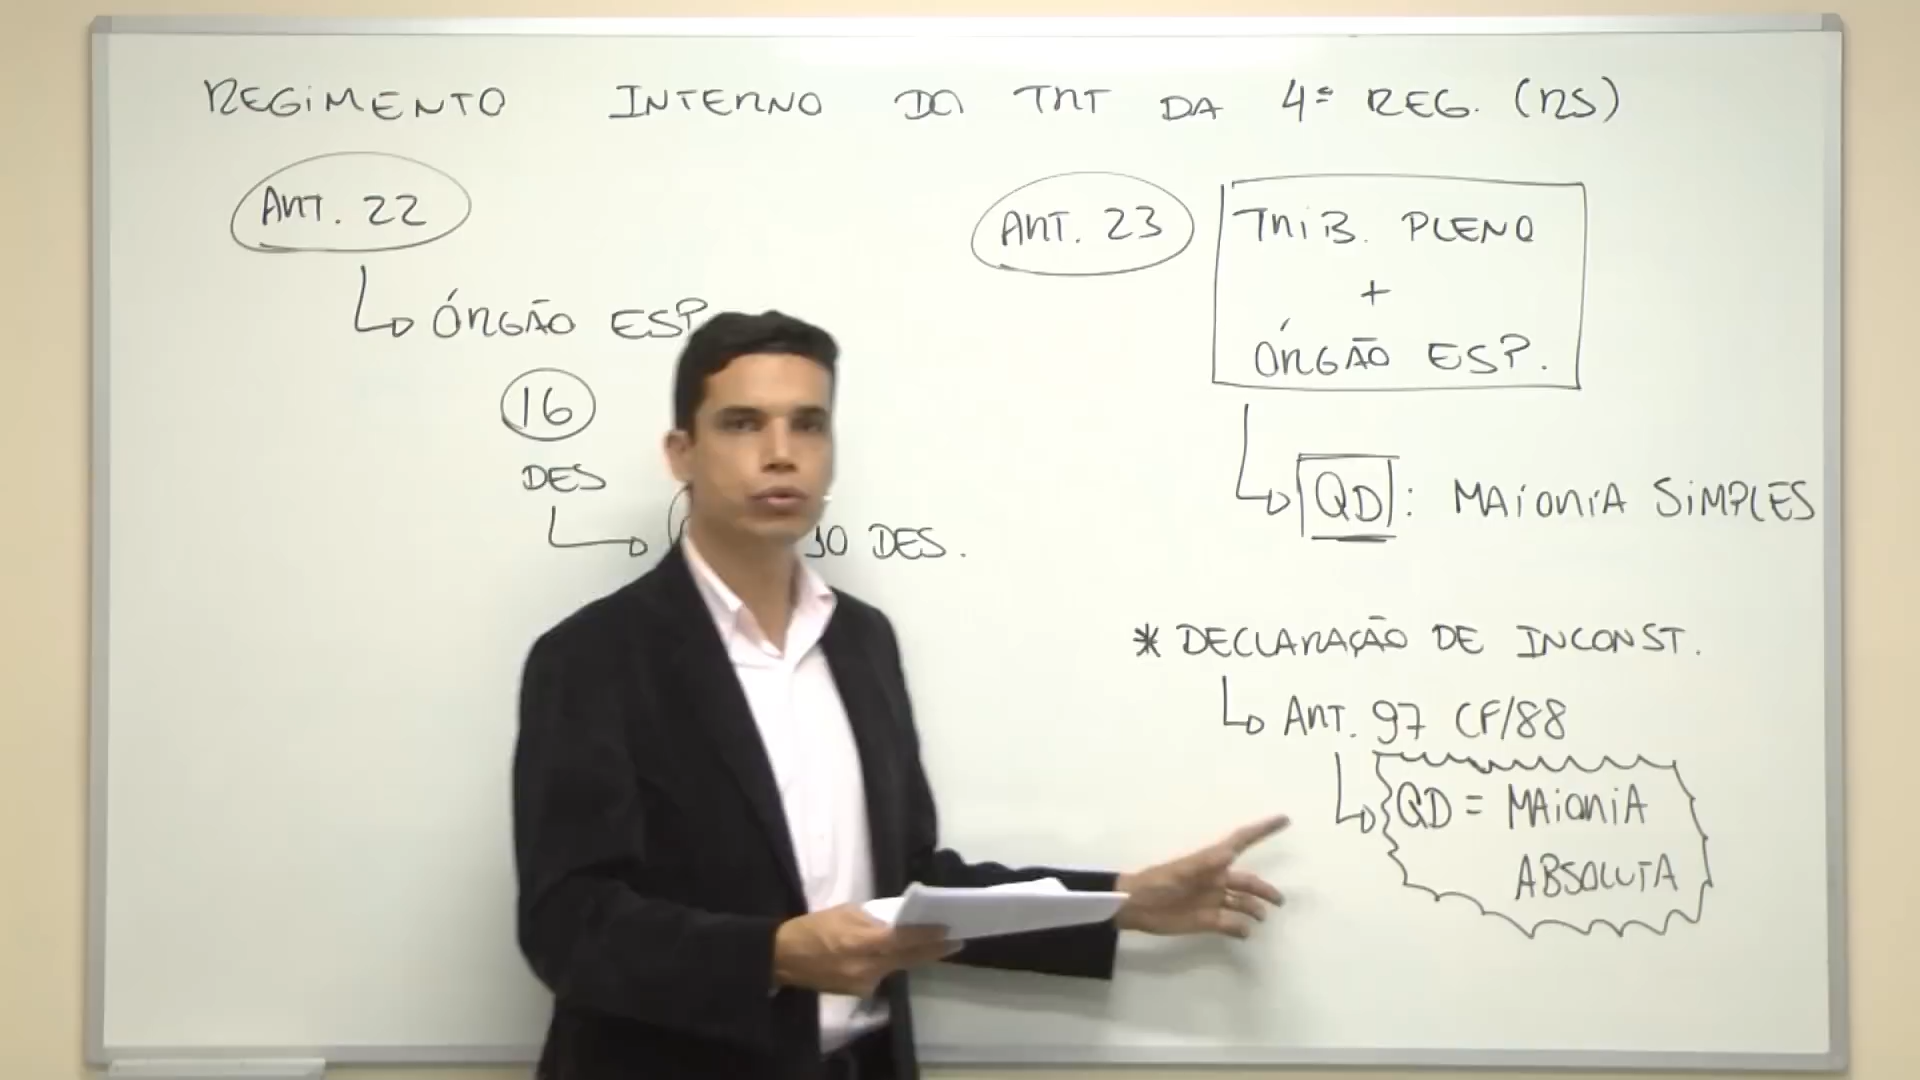 REGIMENTO INTERNO DO TRT DA 4ª REG. (RS)
ART. 22
ÓRGÃO ESP.
16
DES
10 DES.
ART. 23
TRIB. PLENO
+
ÓRGÃO ESP.
QD : MAIORIA SIMPLES
* DECLARAÇÃO DE INCONST.
ART. 97 CF/88
QD = MAIORIA
ABSOLUTA